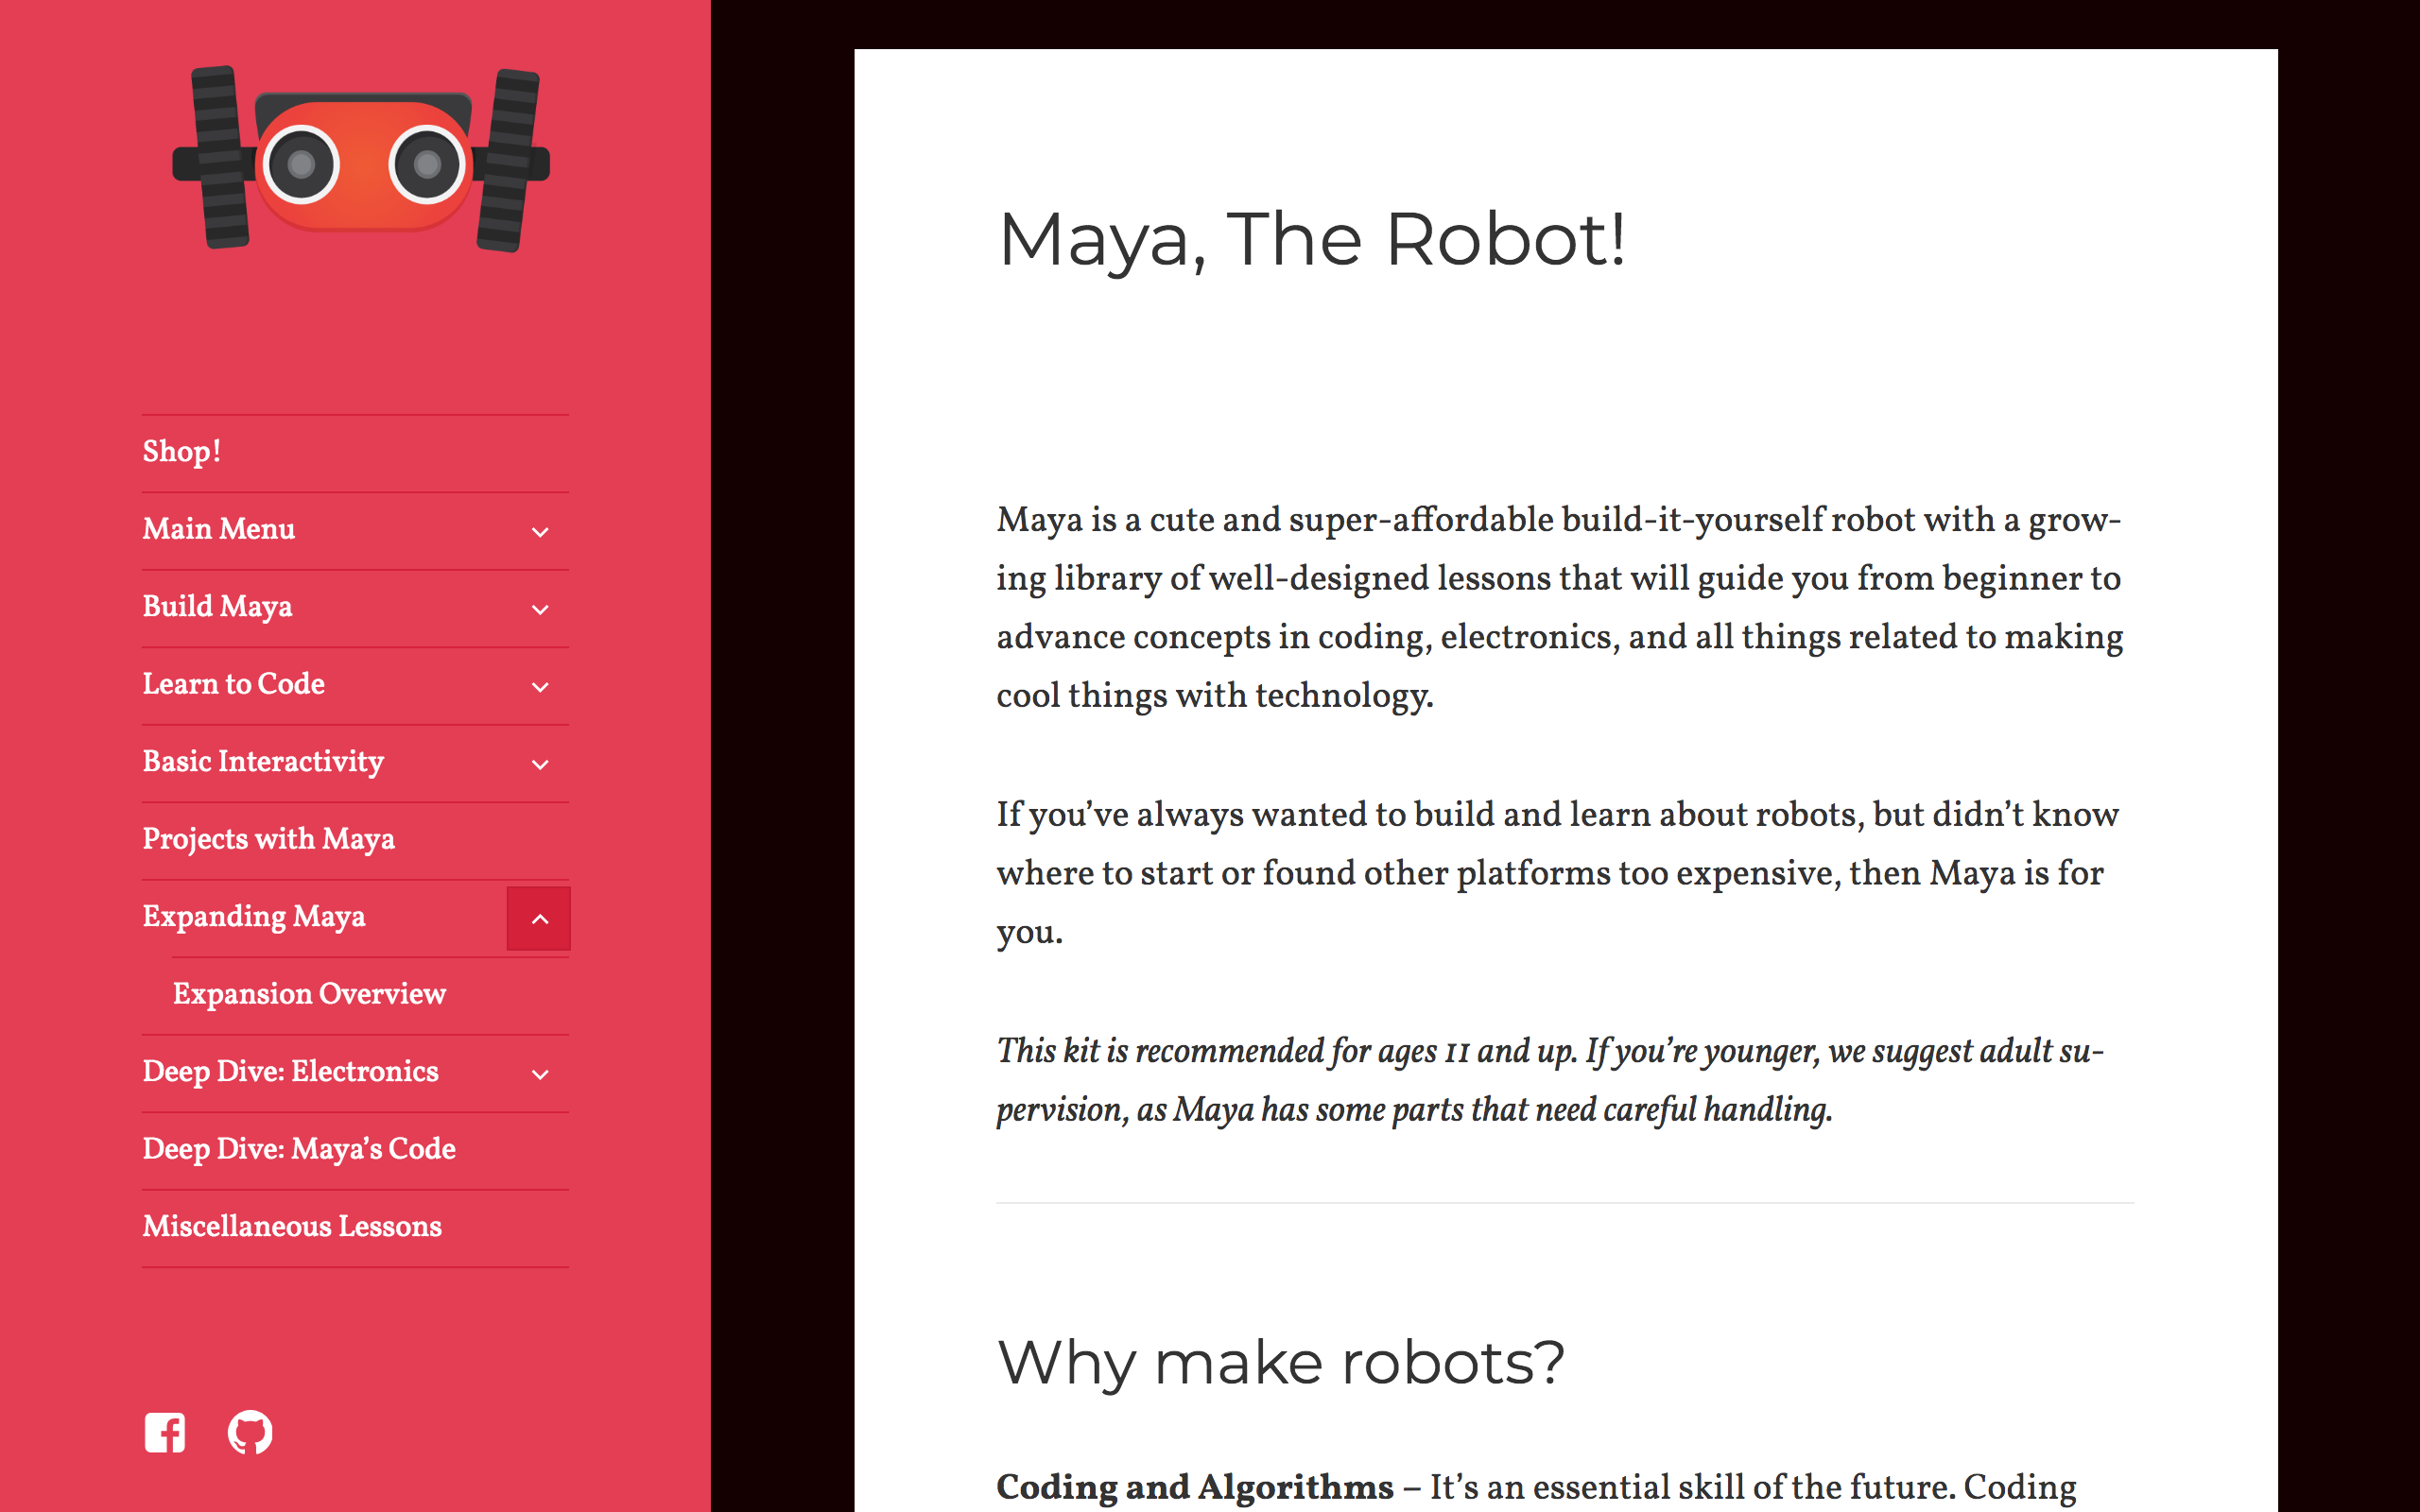 Shop!
Main Menu
Build Maya
Learn to Code
Basic Interactivity
Projects with Maya
Expanding Maya
Expansion Overview
Deep Dive: Electronics
Deep Dive: Maya’s Code
Miscellaneous Lessons
Maya, The Robot!
Maya is a cute and super-affordable build-it-yourself robot with a grow-
ing library of well-designed lessons that will guide you from beginner to
advance concepts in coding, electronics, and all things related to making
cool things with technology.
If you’ve always wanted to build and learn about robots, but didn’t know
where to start or found other platforms too expensive, then Maya is for
you.
This kit is recommended for ages 11 and up. If you’re younger, we suggest adult su-
pervision, as Maya has some parts that need careful handling.
Why make robots?
Coding and Algorithms – It’s an essential skill of the future. Coding